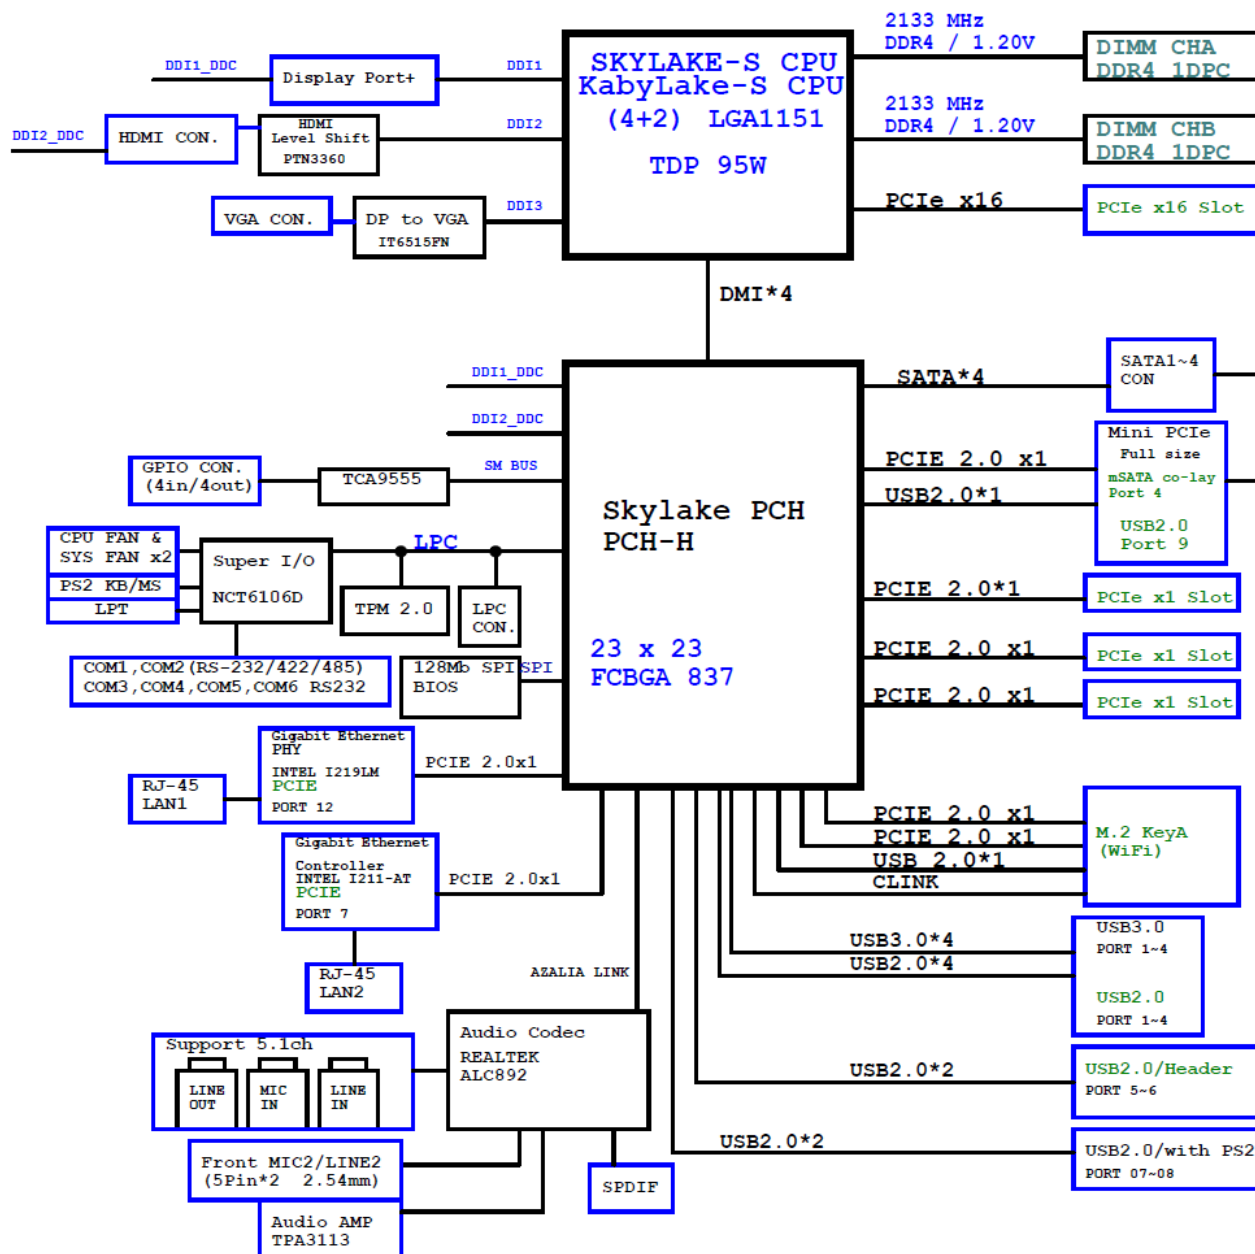 2133 MHz
DDR4 / 1.20V
SKYLAKE-S CPU
KabyLake-S CPU
(4+2) LGA1151
TDP 95W
DIMM CHA
DDR4 1DPC
DDI1_DDC
Display Port+
DDI1
2133 MHz
DDR4 / 1.20V
DIMM CHB
DDR4 1DPC
DDI2_DDC
HDMI CON.
HDMI
Level Shift
PTN3360
DDI2
VGA CON.
DP to VGA
IT6515FN
DDI3
PCIe x16
PCIe x16 Slot
DMI*4
DDI1_DDC
DDI2_DDC
SATA*4
SATA1~4
CON
GPIO CON.
(4in/4out)
TCA9555
SM BUS
PCIE 2.0 x1
USB2.0*1
Mini PCIe
Full size
mSATA co-lay
Port 4
USB2.0
Port 9
Skylake PCH
PCH-H
23 x 23
FCBGA 837
CPU FAN &
SYS FAN x2
PS2 KB/MS
LPT
Super I/O
NCT6106D
LPC
TPM 2.0
LPC
CON.
PCIE 2.0*1
PCIe x1 Slot
PCIE 2.0 x1
PCIe x1 Slot
PCIE 2.0 x1
PCIe x1 Slot
COM1,COM2(RS-232/422/485)
COM3,COM4,COM5,COM6 RS232
128Mb SPI
BIOS
SPI
Gigabit Ethernet
PHY
INTEL I219LM
PCIE
PORT 12
PCIE 2.0x1
RJ-45
LAN1
Gigabit Ethernet
Controller
INTEL I211-AT
PCIE
PORT 7
PCIE 2.0x1
RJ-45
LAN2
PCIE 2.0 x1
PCIE 2.0 x1
USB 2.0*1
CLINK
M.2 KeyA
(WiFi)
USB3.0*4
USB2.0*4
USB3.0
PORT 1~4
USB2.0
PORT 1~4
AZALIA LINK
Audio Codec
REALTEK
ALC892
Support 5.1ch
LINE
OUT
MIC
IN
LINE
IN
USB2.0*2
USB2.0/Header
PORT 5~6
USB2.0*2
USB2.0/with PS2
PORT 07~08
Front MIC2/LINE2
(5Pin*2 2.54mm)
SPDIF
Audio AMP
TPA3113